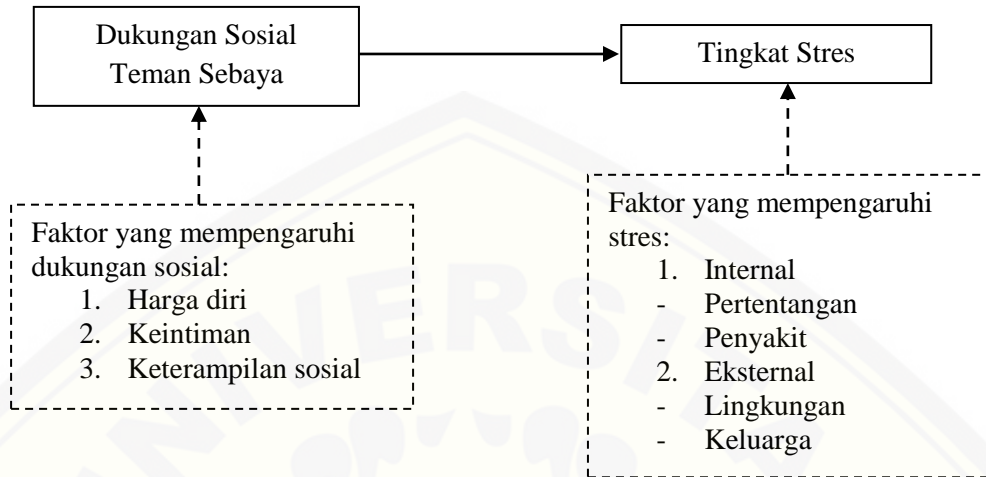 Dukungan Sosial
Teman Sebaya
Tingkat Stres
Faktor yang mempengaruhi
dukungan sosial:
1. Harga diri
2. Keintiman
3. Keterampilan sosial
Faktor yang mempengaruhi
stres:
1. Internal
- Pertentangan
- Penyakit
2. Eksternal
- Lingkungan
- Keluarga
UNIVERSITA